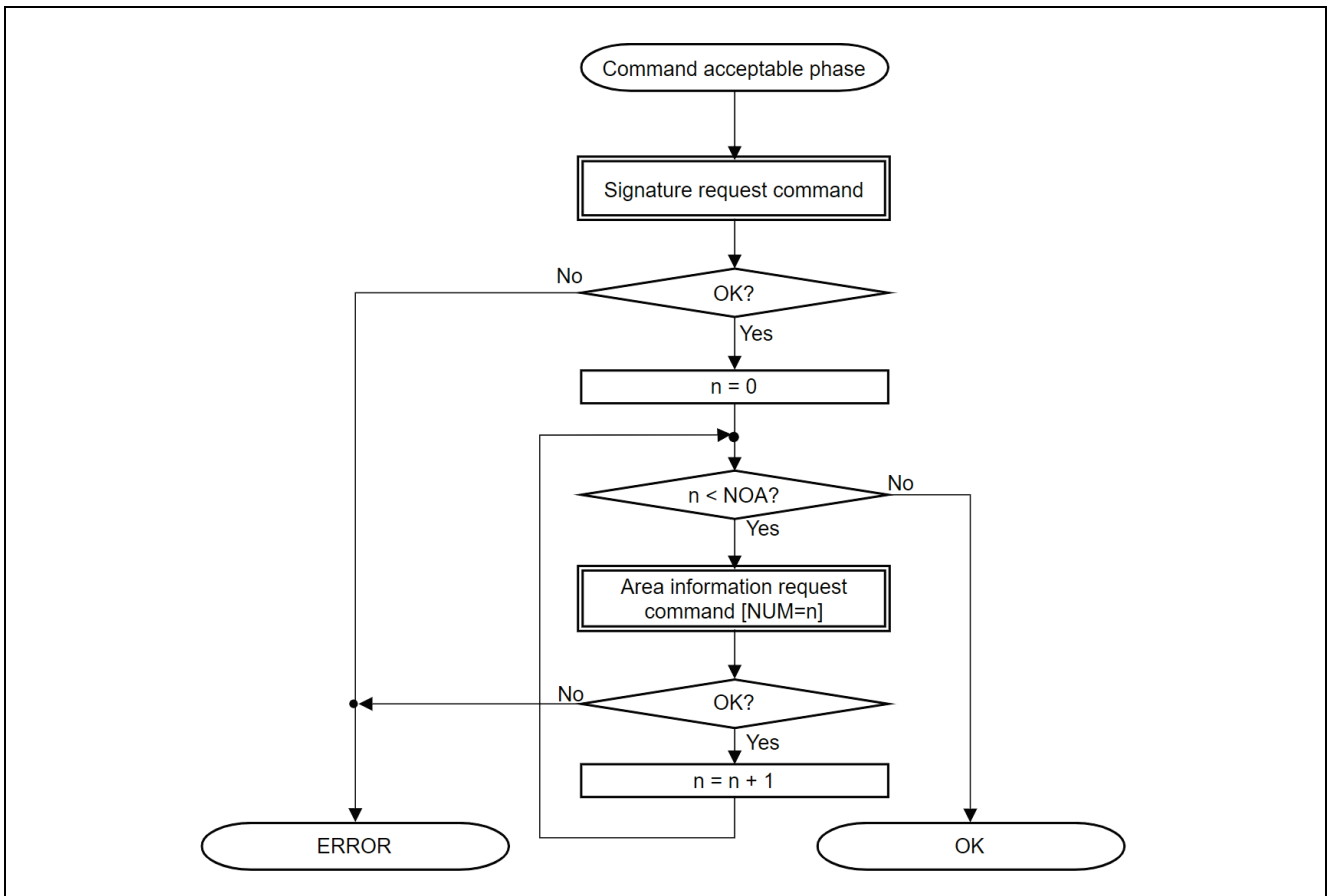 Command acceptable phase
Signature request command
No
OK?
Yes
n = 0
n < NOA?
No
Yes
Area information request
command [NUM=n]
No
OK?
Yes
n = n + 1
ERROR
OK